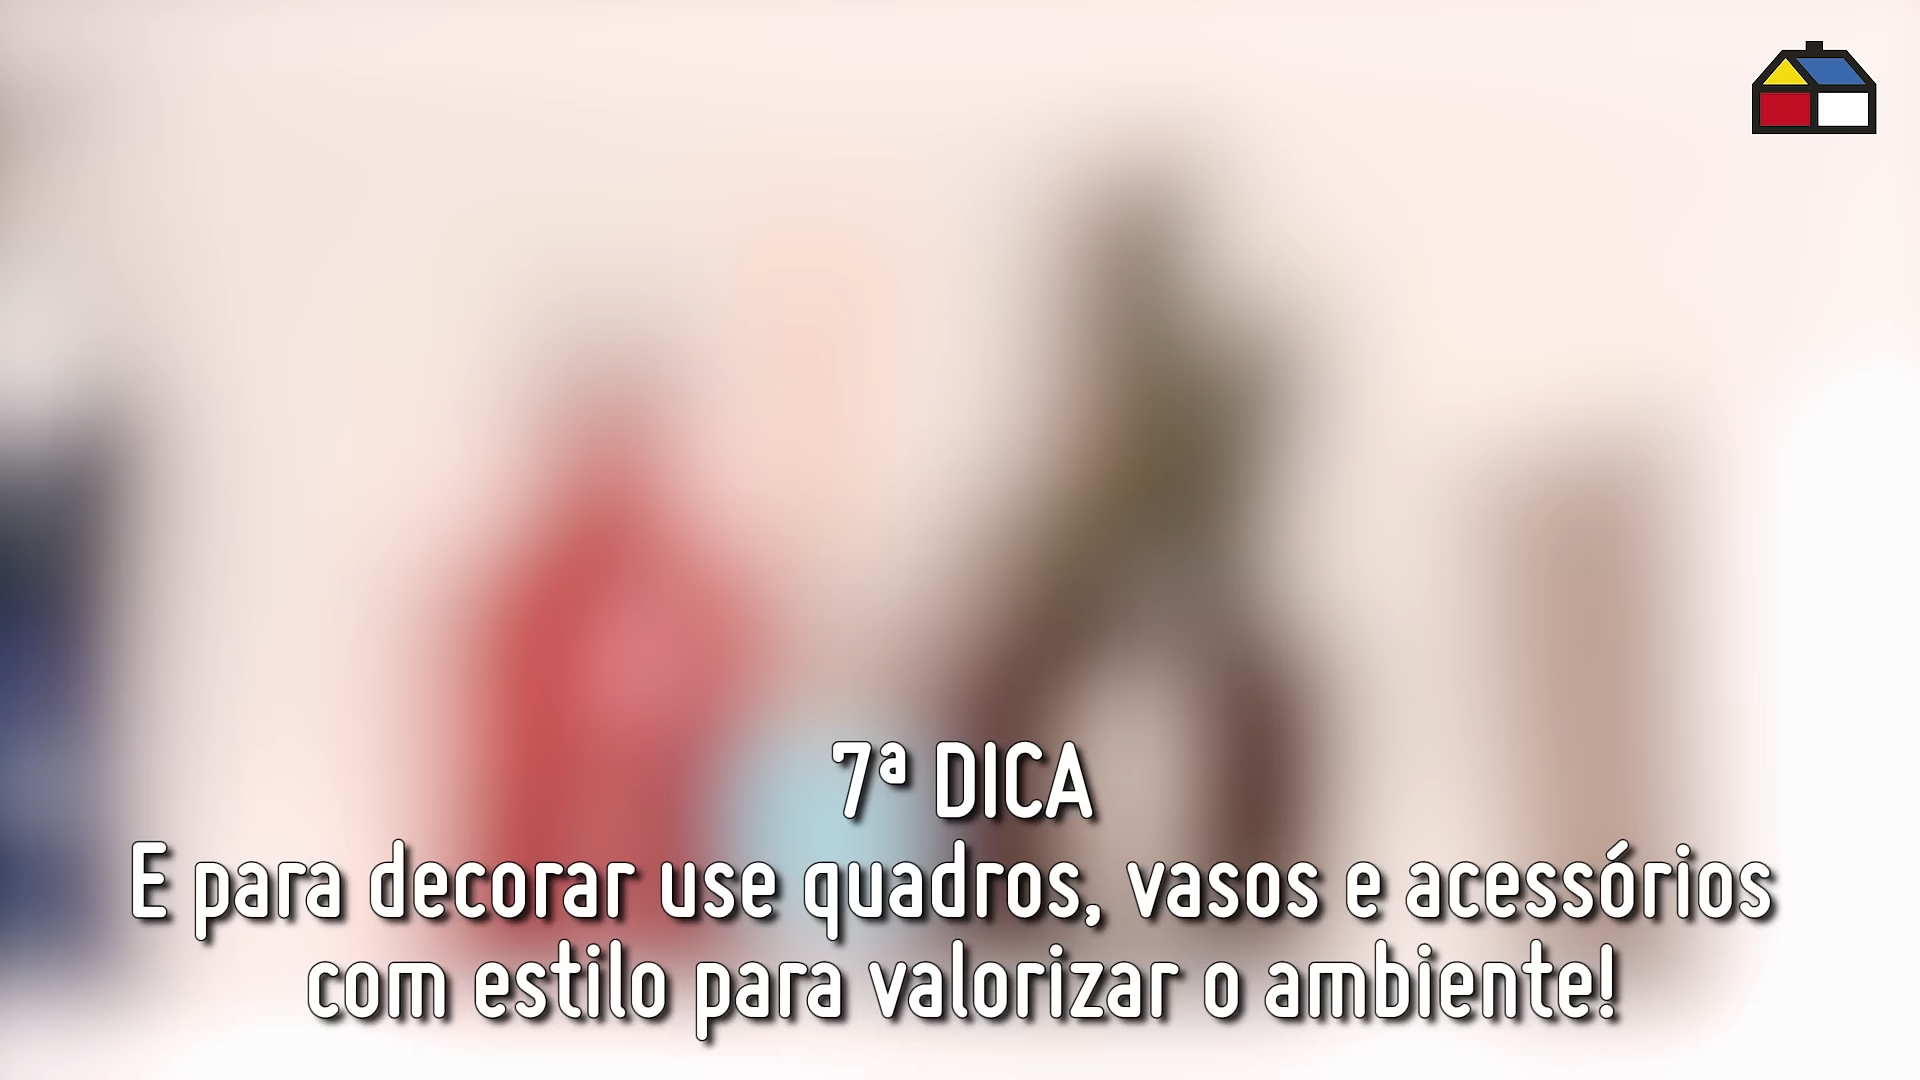 7ª DICA
E para decorar use quadros, vasos e acessórios
com estilo para valorizar o ambiente!